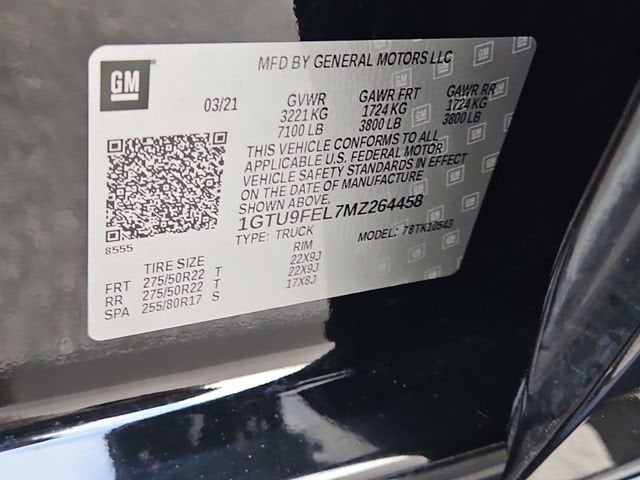 GM
MFD BY GENERAL MOTORS LLC
03/21 GVWR GAWR FRT GAWR RR
3221 KG 1724 KG 1724 KG
7100 LB 3800 LB 3800 LB
THIS VEHICLE CONFORMS TO ALL
APPLICABLE U.S. FEDERAL MOTOR
VEHICLE SAFETY STANDARDS IN EFFECT
ON THE DATE OF MANUFACTURE
SHOWN ABOVE.
1GTU9FEL7MZ264458
TYPE: TRUCK MODEL: 78TK10543
8555
TIRE SIZE RIM
FRT 275/50R22 T 22X9J
RR 275/50R22 T 22X9J
SPA 255/80R17 S 17X8J